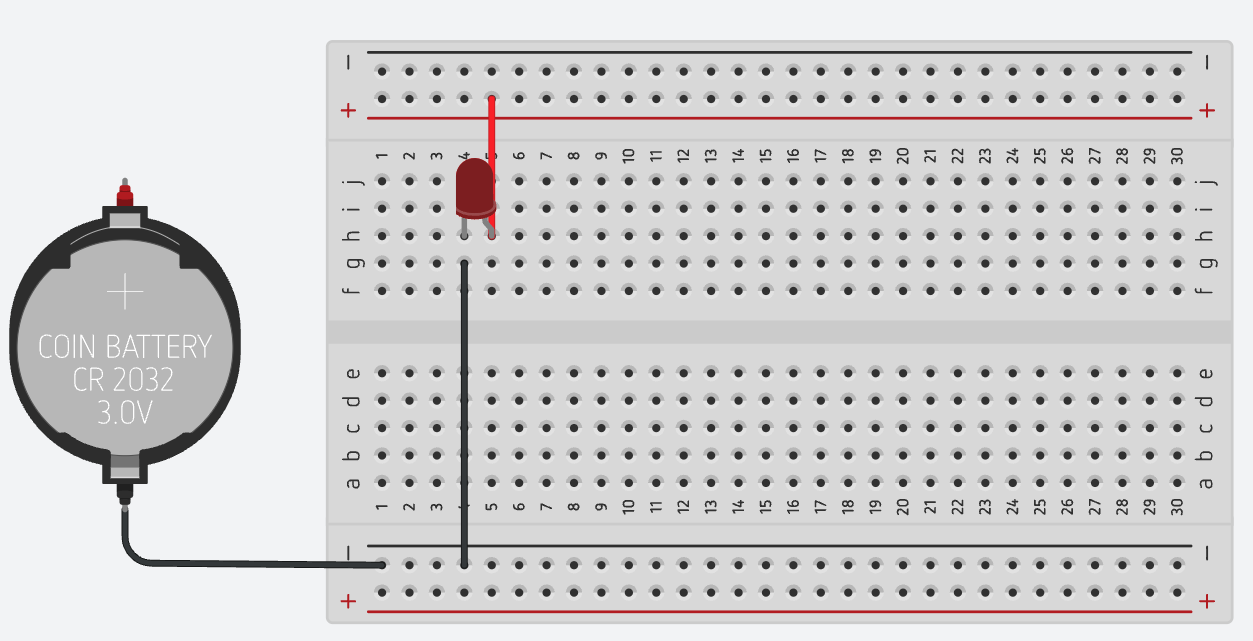 − −
+ +
1 2 3 4 5 6 7 8 9 10 11 12 13 14 15 16 17 18 19 20 21 22 23 24 25 26 27 28 29 30
j j
i i
h h
g g
f f
+
COIN BATTERY
CR 2032
3.0V
e e
d d
c c
b b
a a
1 2 3 4 5 6 7 8 9 10 11 12 13 14 15 16 17 18 19 20 21 22 23 24 25 26 27 28 29 30
− −
+ +